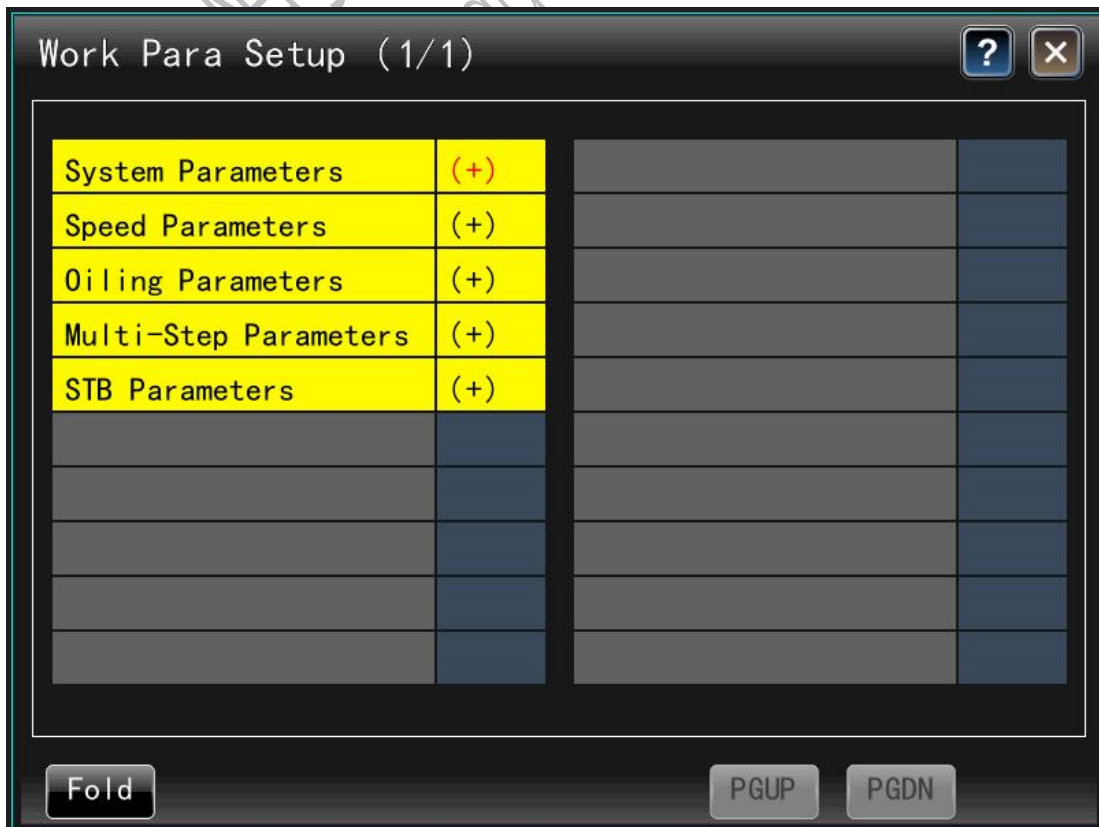 Work Para Setup (1/1)
?
×
System Parameters (+)
Speed Parameters (+)
Oiling Parameters (+)
Multi-Step Parameters (+)
STB Parameters (+)
Fold
PGUP
PGDN